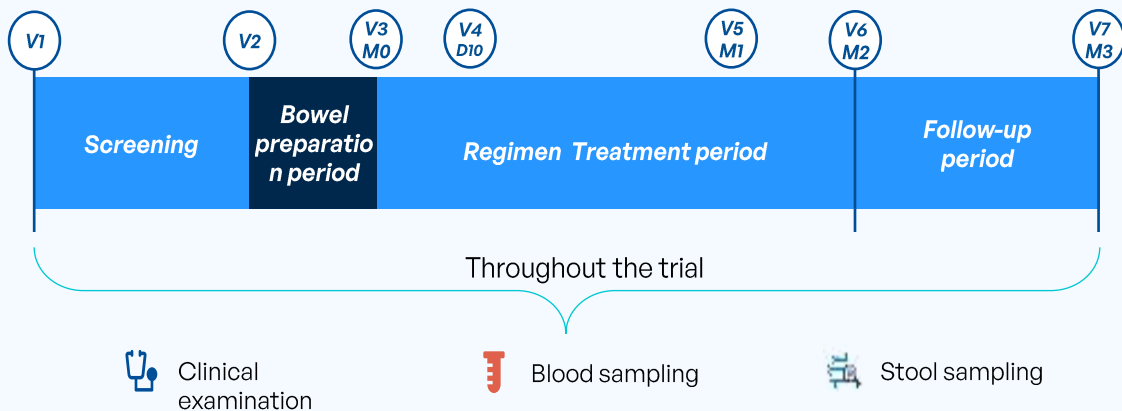 V1
V2
V3
M0
V4
D10
V5
M1
V6
M2
V7
M3
Screening
Bowel
preparatio
n period
Regimen Treatment period
Follow-up
period
Throughout the trial
Clinical
examination
Blood sampling
Stool sampling